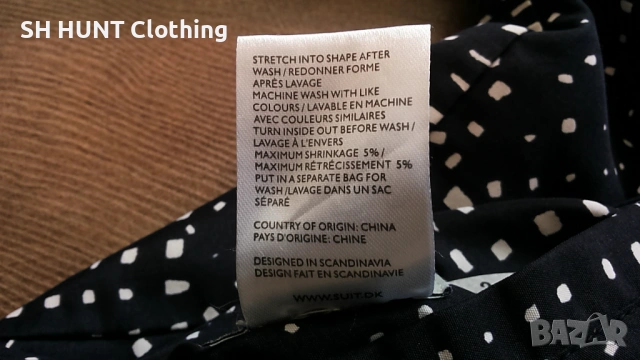 SH HUNT Clothing
STRETCH INTO SHAPE AFTER
WASH / REDONNER FORME
APRÈS LAVAGE
MACHINE WASH WITH LIKE
COLOURS / LAVABLE EN MACHINE
AVEC COULEURS SIMILAIRES
TURN INSIDE OUT BEFORE WASH /
LAVAGE À L'ENVERS
MAXIMUM SHRINKAGE 5% /
MAXIMUM RÉTRÉCISSEMENT 5%
PUT IN A SEPARATE BAG FOR
WASH /LAVAGE DANS UN SAC
SÉPARÉ
COUNTRY OF ORIGIN: CHINA
PAYS D'ORIGINE: CHINE
DESIGNED IN SCANDINAVIA
DESIGN FAIT EN SCANDINAVIE
WWW.SUIT.DK
BAZAR